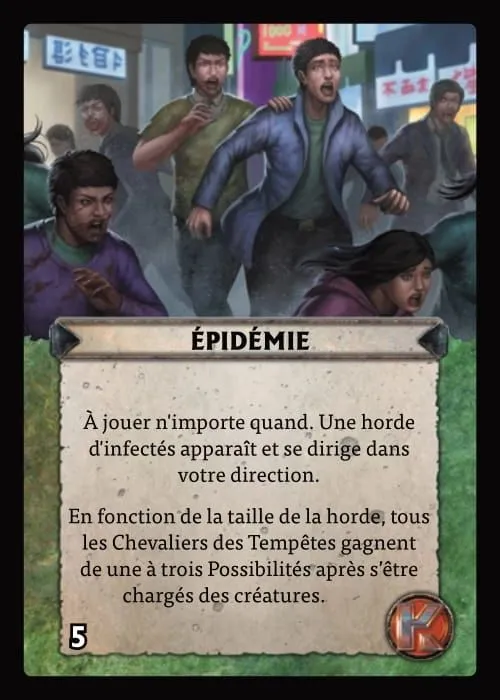 ÉPIDÉMIE
À jouer n'importe quand. Une horde
d'infectés apparaît et se dirige dans
votre direction.
En fonction de la taille de la horde, tous
les Chevaliers des Tempêtes gagnent
de une à trois Possibilités après s'être
chargés des créatures.
5
K